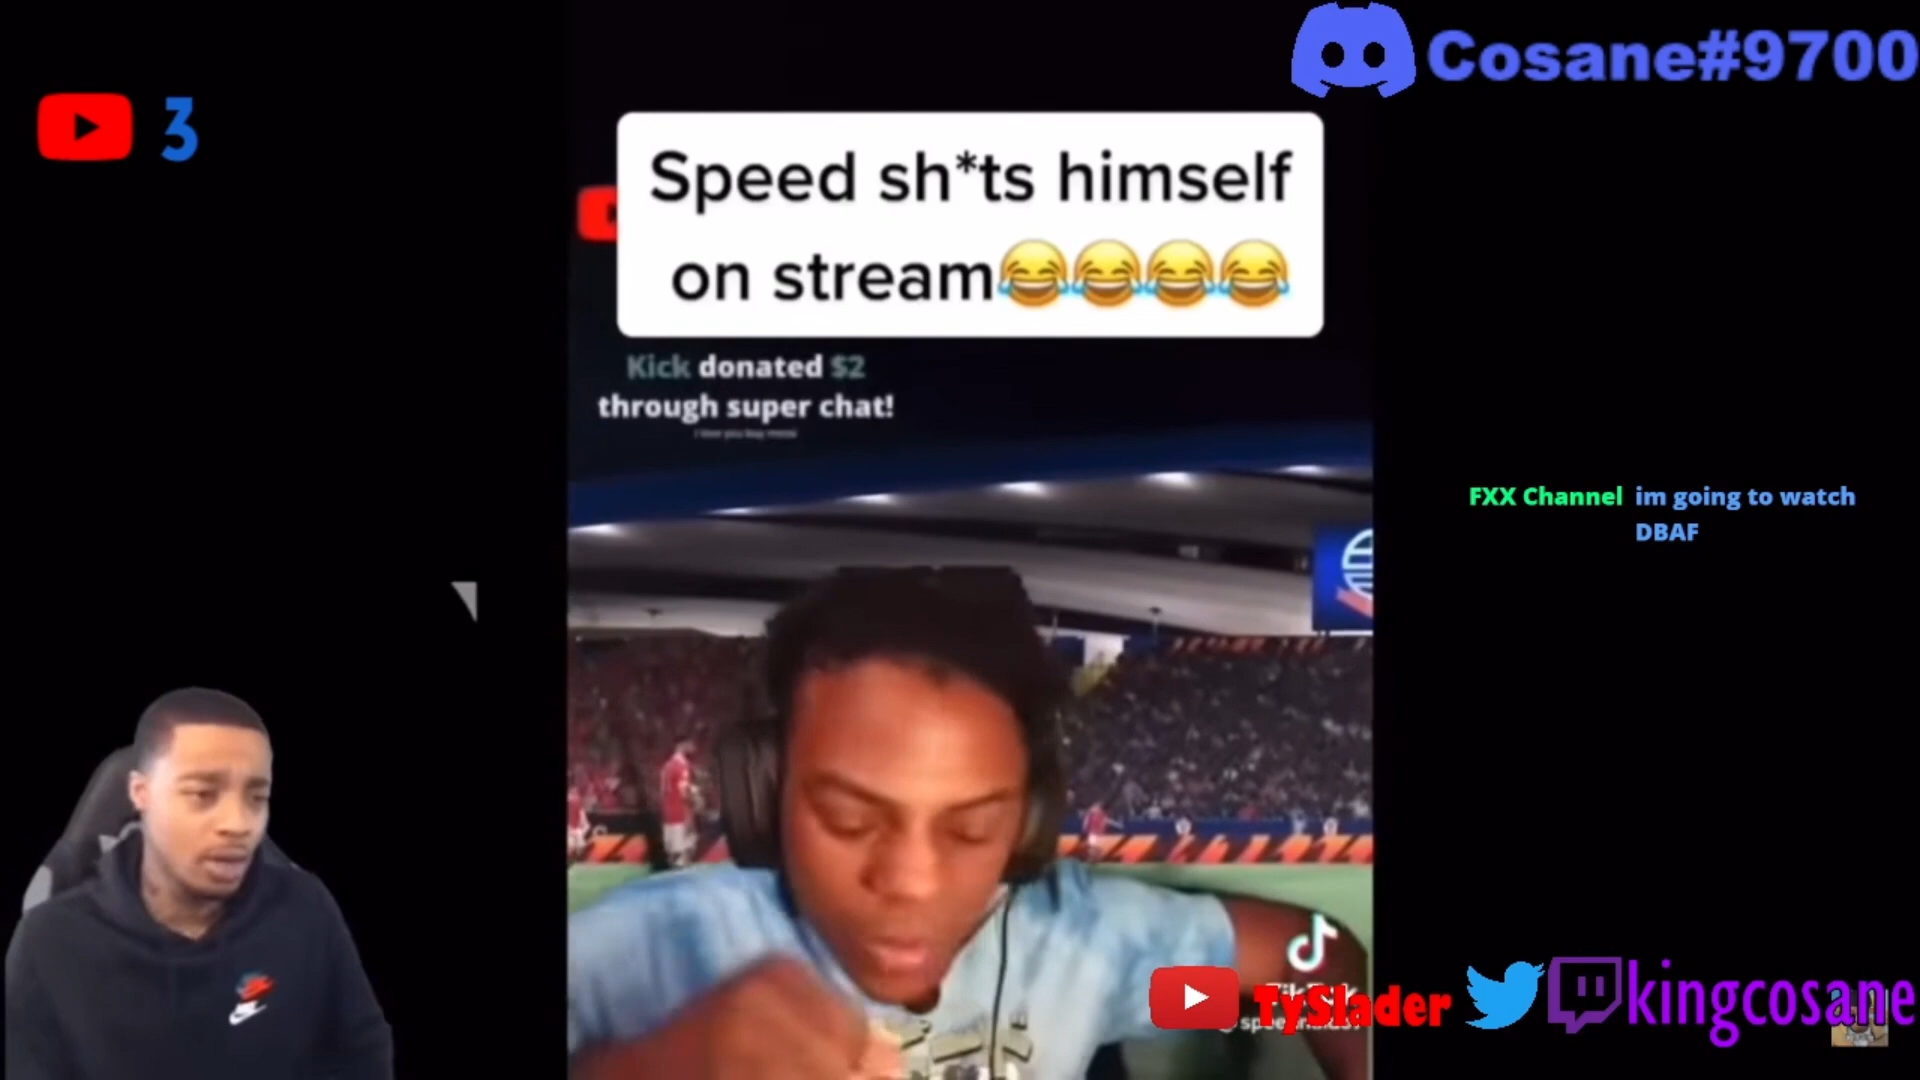 Cosane#9700
3
Speed sh*ts himself
on stream😂😂😂😂
Kick donated $2
through super chat!
FXX Channel im going to watch
DBAF
TySlader
kingcosane